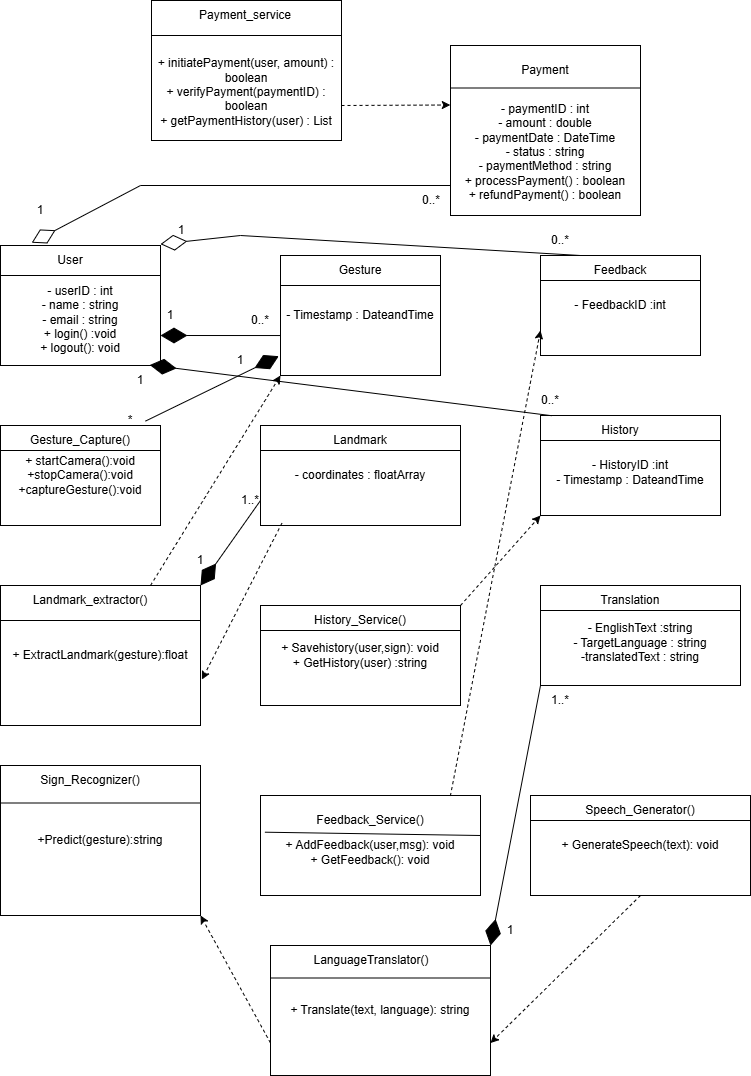 Payment_service
+ initiatePayment(user, amount) :
boolean
+ verifyPayment(paymentID) :
boolean
+ getPaymentHistory(user) : List
Payment
- paymentID : int
- amount : double
- paymentDate : DateTime
- status : string
- paymentMethod : string
+ processPayment() : boolean
+ refundPayment() : boolean
1
0..*
1
0..*
User
- userID : int
- name : string
- email : string
+ login() :void
+ logout(): void
Gesture
- Timestamp : DateandTime
Feedback
- FeedbackID :int
1
0..*
1
*
1
0..*
Gesture_Capture()
+ startCamera():void
+stopCamera():void
+captureGesture():void
Landmark
- coordinates : floatArray
History
- HistoryID :int
- Timestamp : DateandTime
1..*
1
Landmark_extractor()
+ ExtractLandmark(gesture):float
History_Service()
+ Savehistory(user,sign): void
+ GetHistory(user) :string
Translation
- EnglishText :string
- TargetLanguage : string
-translatedText : string
1..*
Sign_Recognizer()
+Predict(gesture):string
Feedback_Service()
+ AddFeedback(user,msg): void
+ GetFeedback(): void
Speech_Generator()
+ GenerateSpeech(text): void
1
LanguageTranslator()
+ Translate(text, language): string